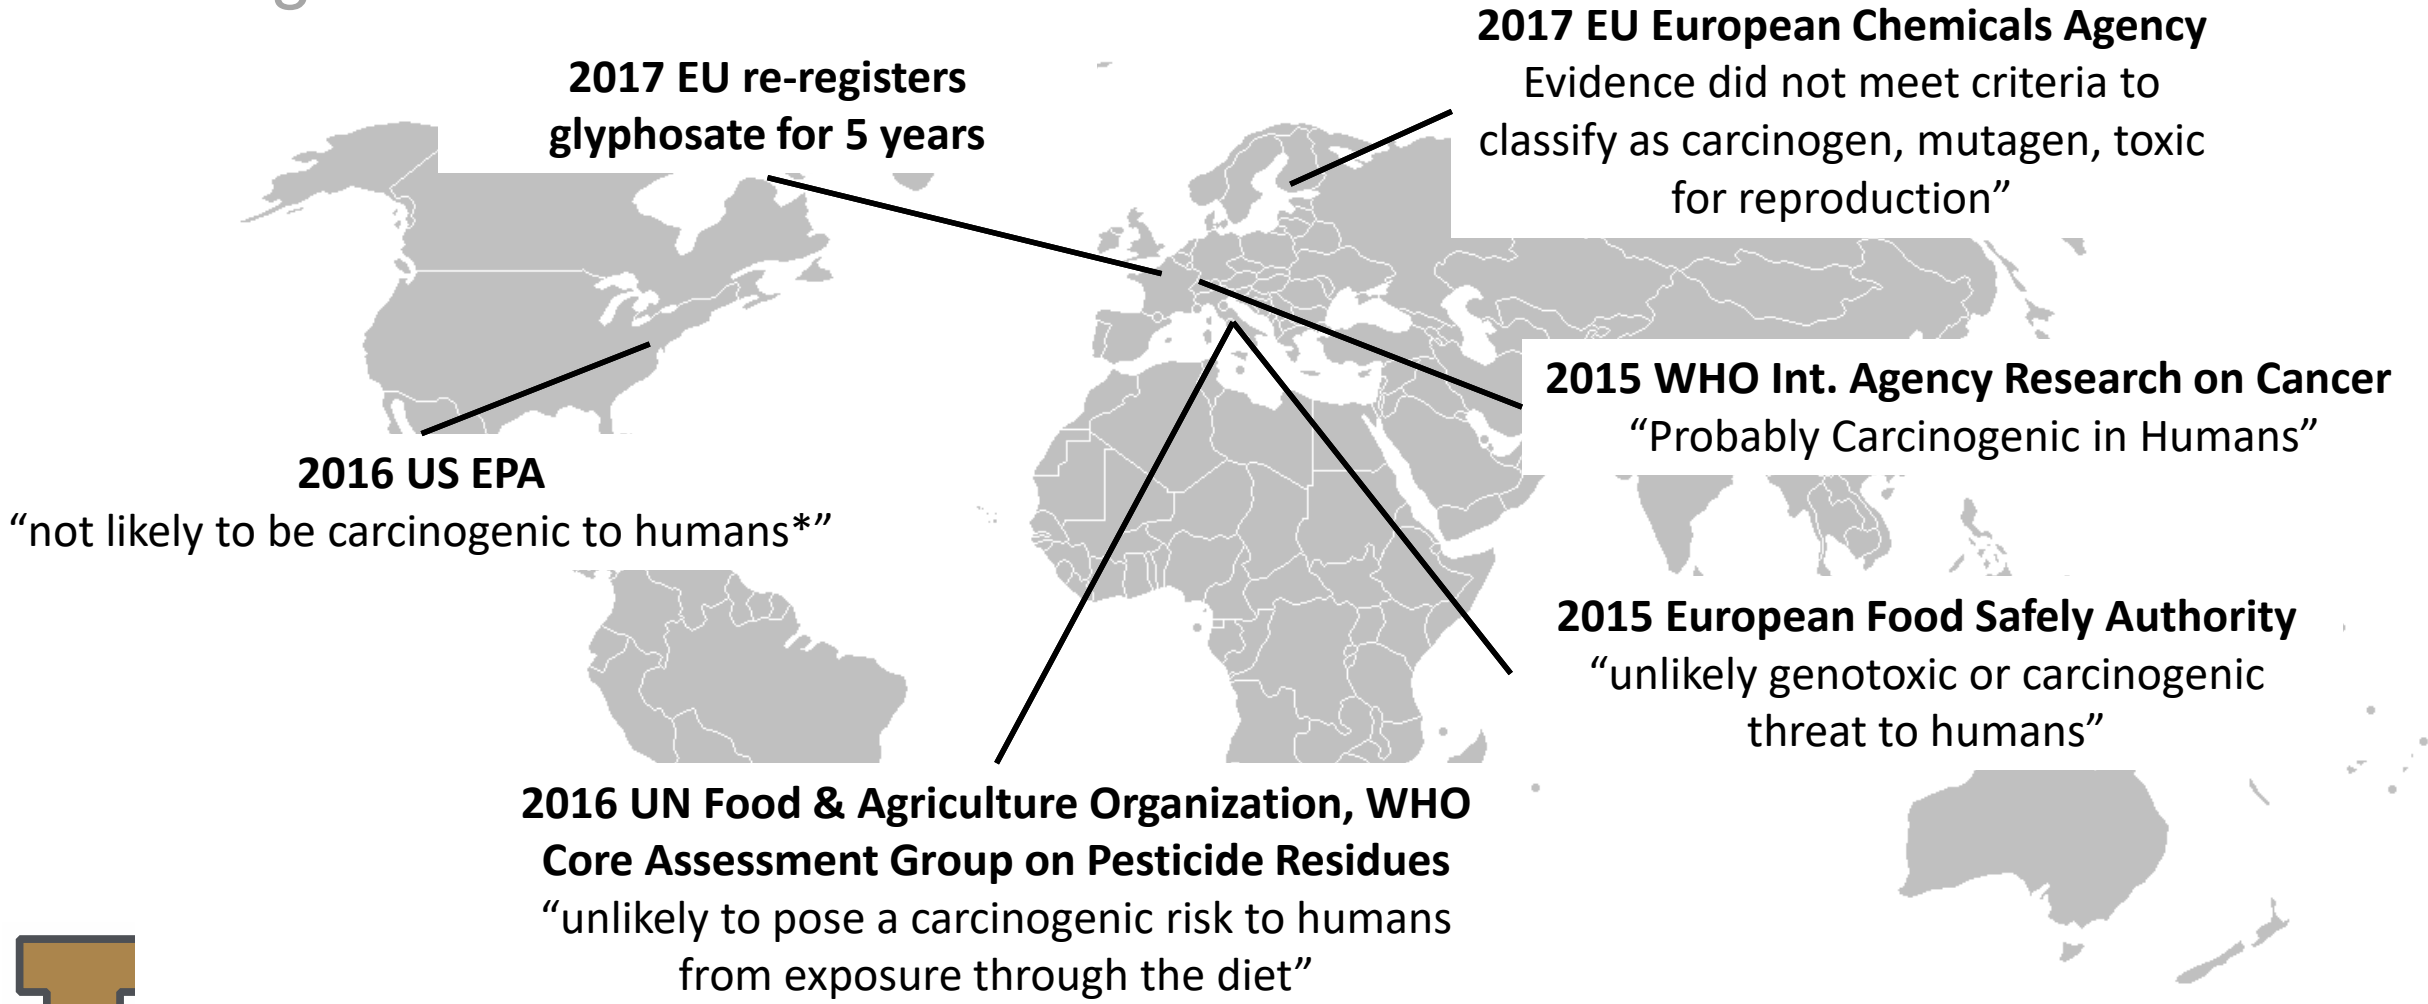 2017 EU re-registers
glyphosate for 5 years
2017 EU European Chemicals Agency
Evidence did not meet criteria to
classify as carcinogen, mutagen, toxic
for reproduction”
2015 WHO Int. Agency Research on Cancer
“Probably Carcinogenic in Humans”
2016 US EPA
“not likely to be carcinogenic to humans*”
2015 European Food Safely Authority
“unlikely genotoxic or carcinogenic
threat to humans”
2016 UN Food & Agriculture Organization, WHO
Core Assessment Group on Pesticide Residues
“unlikely to pose a carcinogenic risk to humans
from exposure through the diet”